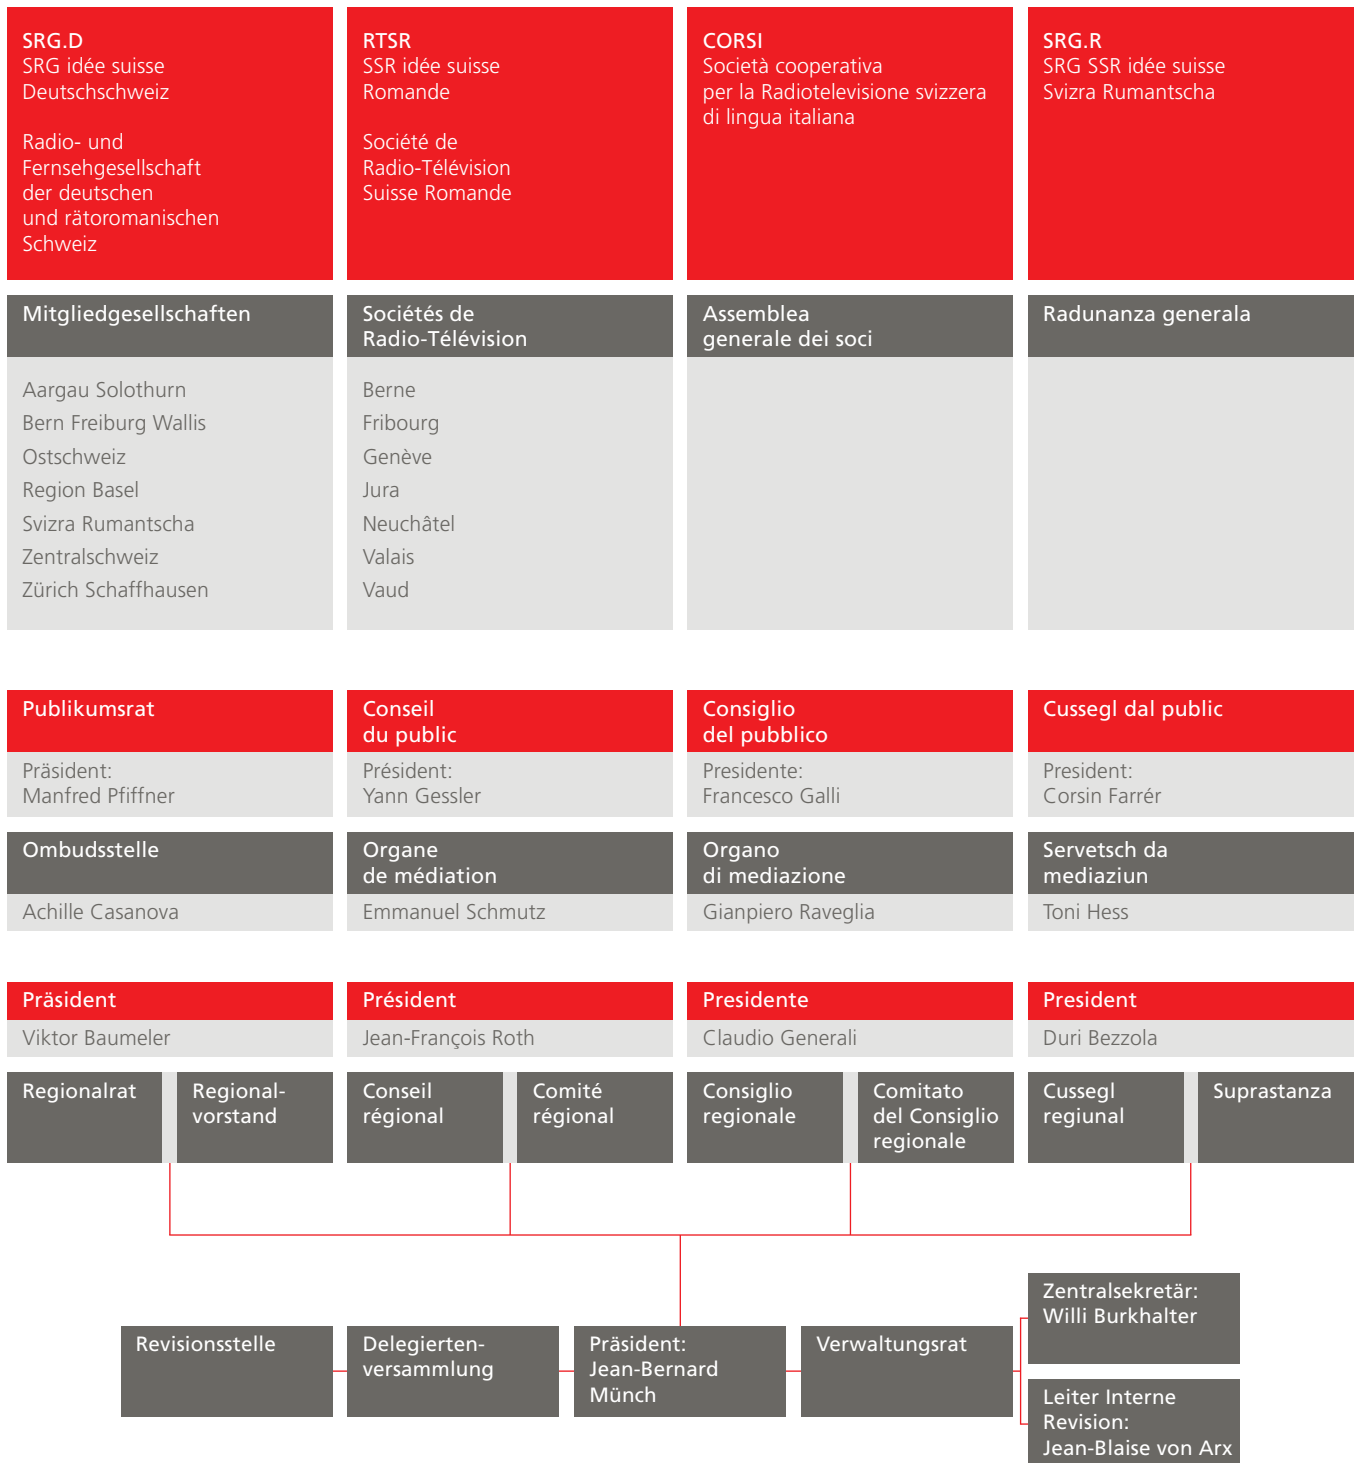 SRG.D
SRG idée suisse
Deutschschweiz
Radio- und
Fernsehgesellschaft
der deutschen
und rätoromanischen
Schweiz
RTSR
SSR idée suisse
Romande
Société de
Radio-Télévision
Suisse Romande
CORSI
Società cooperativa
per la Radiotelevisione svizzera
di lingua italiana
SRG.R
SRG SSR idée suisse
Svizra Rumantscha
Mitgliedgesellschaften
Aargau Solothurn
Bern Freiburg Wallis
Ostschweiz
Region Basel
Svizra Rumantscha
Zentralschweiz
Zürich Schaffhausen
Sociétés de
Radio-Télévision
Berne
Fribourg
Genève
Jura
Neuchâtel
Valais
Vaud
Assemblea
generale dei soci
Radunanza generala
Publikumsrat
Präsident:
Manfred Pfiffner
Conseil
du public
Président:
Yann Gessler
Consiglio
del pubblico
Presidente:
Francesco Galli
Cussegl dal public
President:
Corsin Farrér
Ombudsstelle
Achille Casanova
Organe
de médiation
Emmanuel Schmutz
Organo
di mediazione
Gianpiero Raveglia
Servetsch da
mediaziun
Toni Hess
Präsident
Viktor Baumeler
Président
Jean-François Roth
Presidente
Claudio Generali
President
Duri Bezzola
Regionalrat
Regional-
vorstand
Conseil
régional
Comité
régional
Consiglio
regionale
Comitato
del Consiglio
regionale
Cussegl
regiunal
Suprastanza
Revisionsstelle
Delegierten-
versammlung
Präsident:
Jean-Bernard
Münch
Verwaltungsrat
Zentralsekretär:
Willi Burkhalter
Leiter Interne
Revision:
Jean-Blaise von Arx